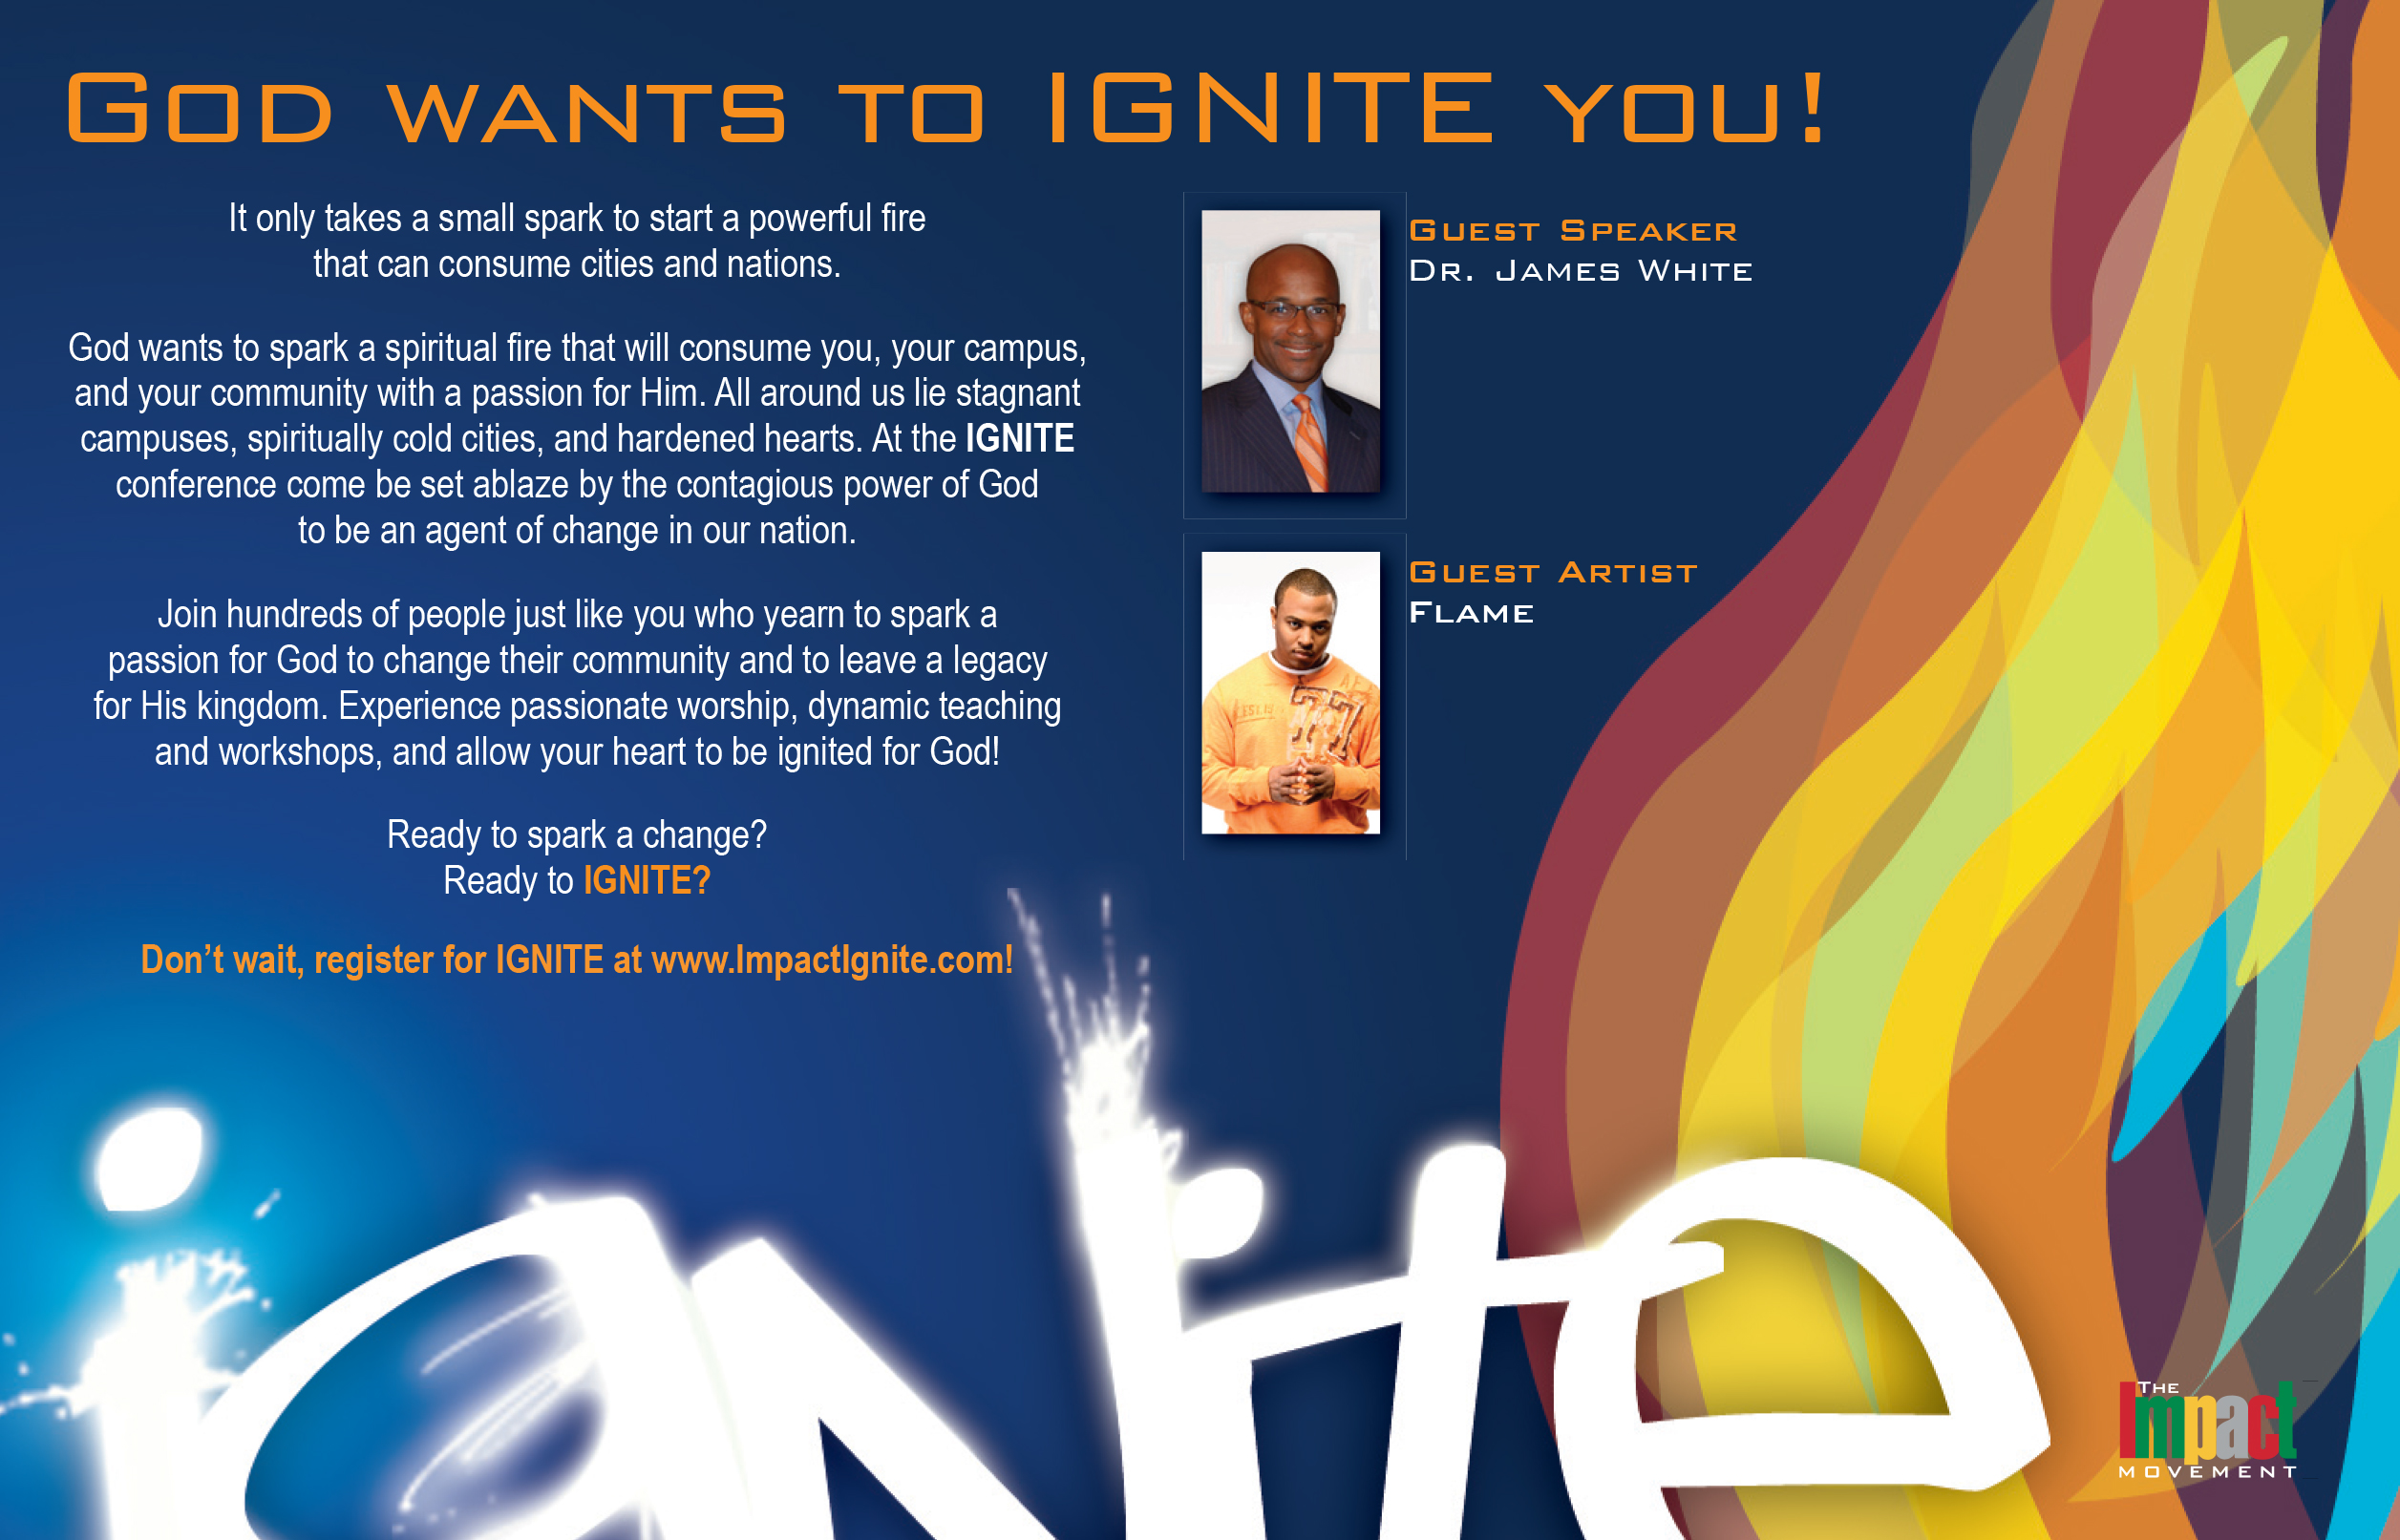 God wants to IGNITE you!
It only takes a small spark to start a powerful fire
that can consume cities and nations.
God wants to spark a spiritual fire that will consume you, your campus,
and your community with a passion for Him. All around us lie stagnant
campuses, spiritually cold cities, and hardened hearts. At the IGNITE
conference come be set ablaze by the contagious power of God
to be an agent of change in our nation.
Join hundreds of people just like you who yearn to spark a
passion for God to change their community and to leave a legacy
for His kingdom. Experience passionate worship, dynamic teaching
and workshops, and allow your heart to be ignited for God!
Ready to spark a change?
Ready to IGNITE?
Don’t wait, register for IGNITE at www.ImpactIgnite.com!
Guest Speaker
Dr. James White
Guest Artist
Flame
77
ignite
The
Impact
MOVEMENT